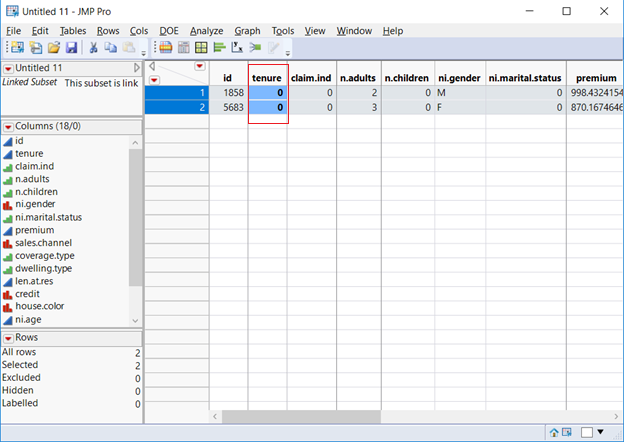 Untitled 11 - JMP Pro
File Edit Tables Rows Cols DOE Analyze Graph Tools View Window Help
Untitled 11
Linked Subset This subset is link
Columns (18/0)
id
tenure
claim.ind
n.adults
n.children
ni.gender
ni.marital.status
premium
sales.channel
coverage.type
dwelling.type
len.at.res
credit
house.color
ni.age
Rows
All rows 2
Selected 2
Excluded 0
Hidden 0
Labelled 0
id tenure claim.ind n.adults n.children ni.gender ni.marital.status premium
1 1858 0 0 2 0 M 0 998.4324154
2 5683 0 0 3 0 F 0 870.1674646